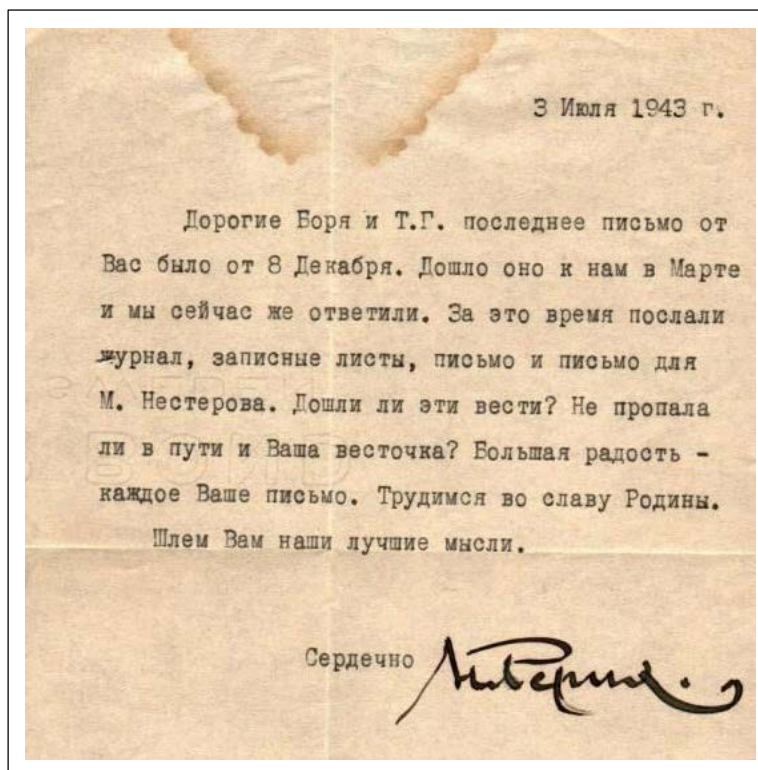 3 Июля 1943 г.
Дорогие Боря и Т.Г. последнее письмо от
Вас было от 8 Декабря. Дошло оно к нам в Марте
и мы сейчас же ответили. За это время послали
журнал, записные листы, письмо и письмо для
М. Нестерова. Дошли ли эти вести? Не пропала
ли в пути и Ваша весточка? Большая радость -
каждое Ваше письмо. Трудимся во славу Родины.
Шлем Вам наши лучшие мысли.
Сердечно Н. Рерих.